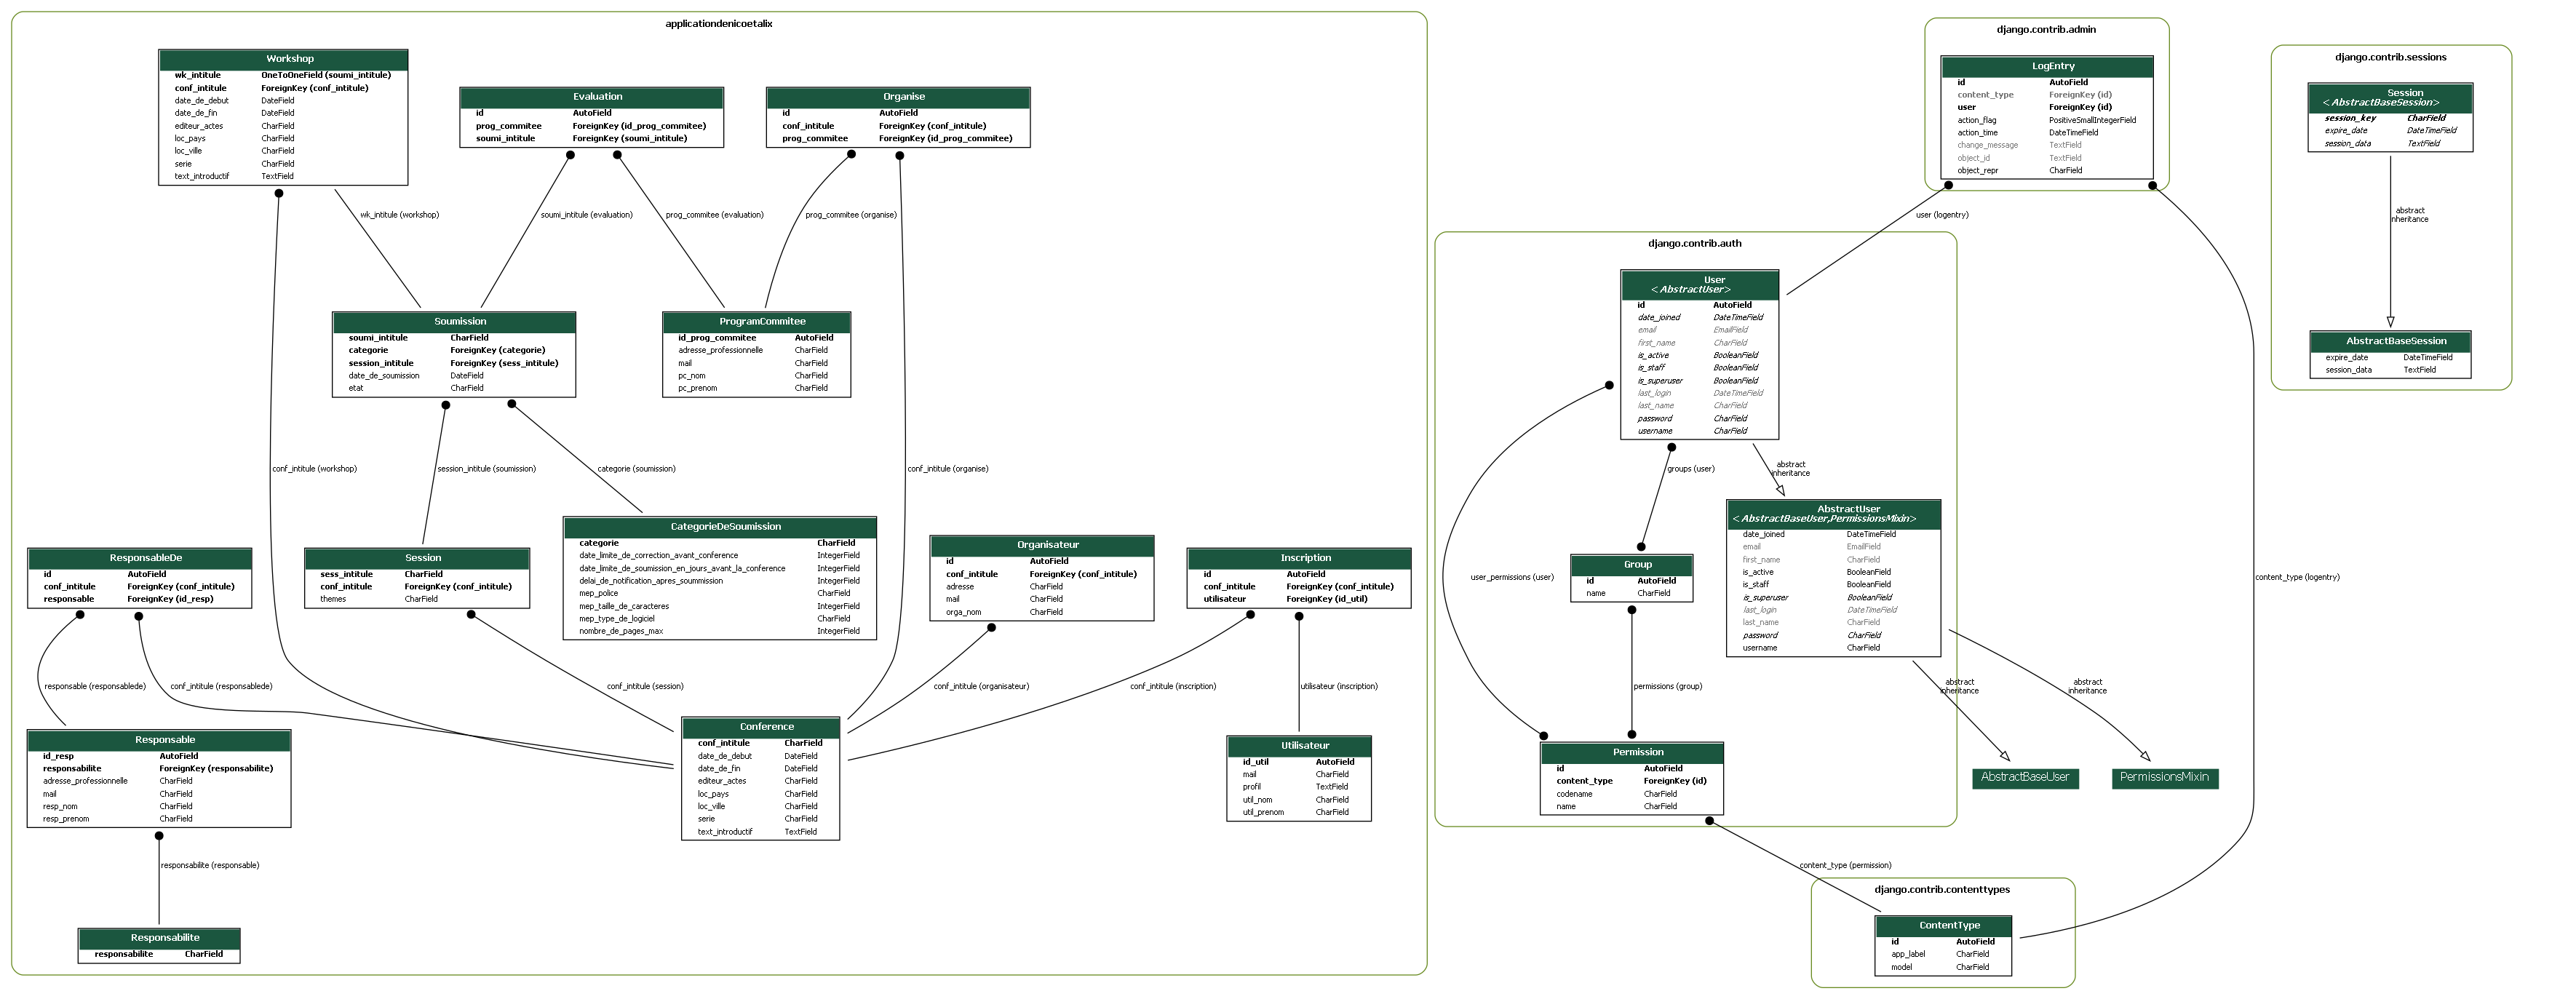 applicationdenicoetalix
Workshop
wk_intitule OneToOneField (soumi_intitule)
conf_intitule ForeignKey (conf_intitule)
date_de_debut DateField
date_de_fin DateField
editeur_actes CharField
loc_pays CharField
loc_ville CharField
serie CharField
text_introductif TextField
Evaluation
id AutoField
prog_commitee ForeignKey (id_prog_commitee)
soumi_intitule ForeignKey (soumi_intitule)
Organise
id AutoField
conf_intitule ForeignKey (conf_intitule)
prog_commitee ForeignKey (id_prog_commitee)
wk_intitule (workshop)
soumi_intitule (evaluation)
prog_commitee (evaluation)
prog_commitee (organise)
Soumission
soumi_intitule CharField
categorie ForeignKey (categorie)
session_intitule ForeignKey (sess_intitule)
date_de_soumission DateField
etat CharField
ProgramCommitee
id_prog_commitee AutoField
adresse_professionnelle CharField
mail CharField
pc_nom CharField
pc_prenom CharField
conf_intitule (workshop)
session_intitule (soumission)
categorie (soumission)
conf_intitule (organise)
ResponsableDe
id AutoField
conf_intitule ForeignKey (conf_intitule)
responsable ForeignKey (id_resp)
Session
sess_intitule CharField
conf_intitule ForeignKey (conf_intitule)
themes CharField
CategorieDeSoumission
categorie CharField
date_limite_de_correction_avant_conference IntegerField
date_limite_de_soumission_en_jours_avant_la_conference IntegerField
delai_de_notification_apres_soummission IntegerField
mep_police CharField
mep_taille_de_caracteres IntegerField
mep_type_de_logiciel CharField
nombre_de_pages_max IntegerField
Organisateur
id AutoField
conf_intitule ForeignKey (conf_intitule)
adresse CharField
mail CharField
orga_nom CharField
Inscription
id AutoField
conf_intitule ForeignKey (conf_intitule)
utilisateur ForeignKey (id_util)
responsable (responsablede)
conf_intitule (responsablede)
conf_intitule (session)
conf_intitule (organisateur)
conf_intitule (inscription)
utilisateur (inscription)
Responsable
id_resp AutoField
responsabilite ForeignKey (responsabilite)
adresse_professionnelle CharField
mail CharField
resp_nom CharField
resp_prenom CharField
Conference
conf_intitule CharField
date_de_debut DateField
date_de_fin DateField
editeur_actes CharField
loc_pays CharField
loc_ville CharField
serie CharField
text_introductif TextField
Utilisateur
id_util AutoField
mail CharField
profil TextField
util_nom CharField
util_prenom CharField
responsabilite (responsable)
Responsabilite
responsabilite CharField
django.contrib.admin
LogEntry
id AutoField
content_type ForeignKey (id)
user ForeignKey (id)
action_flag PositiveSmallIntegerField
action_time DateTimeField
change_message TextField
object_id TextField
object_repr CharField
user (logentry)
django.contrib.auth
User
<AbstractUser>
id AutoField
date_joined DateTimeField
email EmailField
first_name CharField
is_active BooleanField
is_staff BooleanField
is_superuser BooleanField
last_login DateTimeField
last_name CharField
password CharField
username CharField
groups (user)
abstract
inheritance
AbstractUser
<AbstractBaseUser,PermissionsMixin>
date_joined DateTimeField
email EmailField
first_name CharField
is_active BooleanField
is_staff BooleanField
is_superuser BooleanField
last_login DateTimeField
last_name CharField
password CharField
username CharField
user_permissions (user)
Group
id AutoField
name CharField
permissions (group)
abstract
inheritance
abstract
inheritance
Permission
id AutoField
content_type ForeignKey (id)
codename CharField
name CharField
AbstractBaseUser
PermissionsMixin
content_type (logentry)
content_type (permission)
django.contrib.contenttypes
ContentType
id AutoField
app_label CharField
model CharField
django.contrib.sessions
Session
<AbstractBaseSession>
session_key CharField
expire_date DateTimeField
session_data TextField
abstract
inheritance
AbstractBaseSession
expire_date DateTimeField
session_data TextField